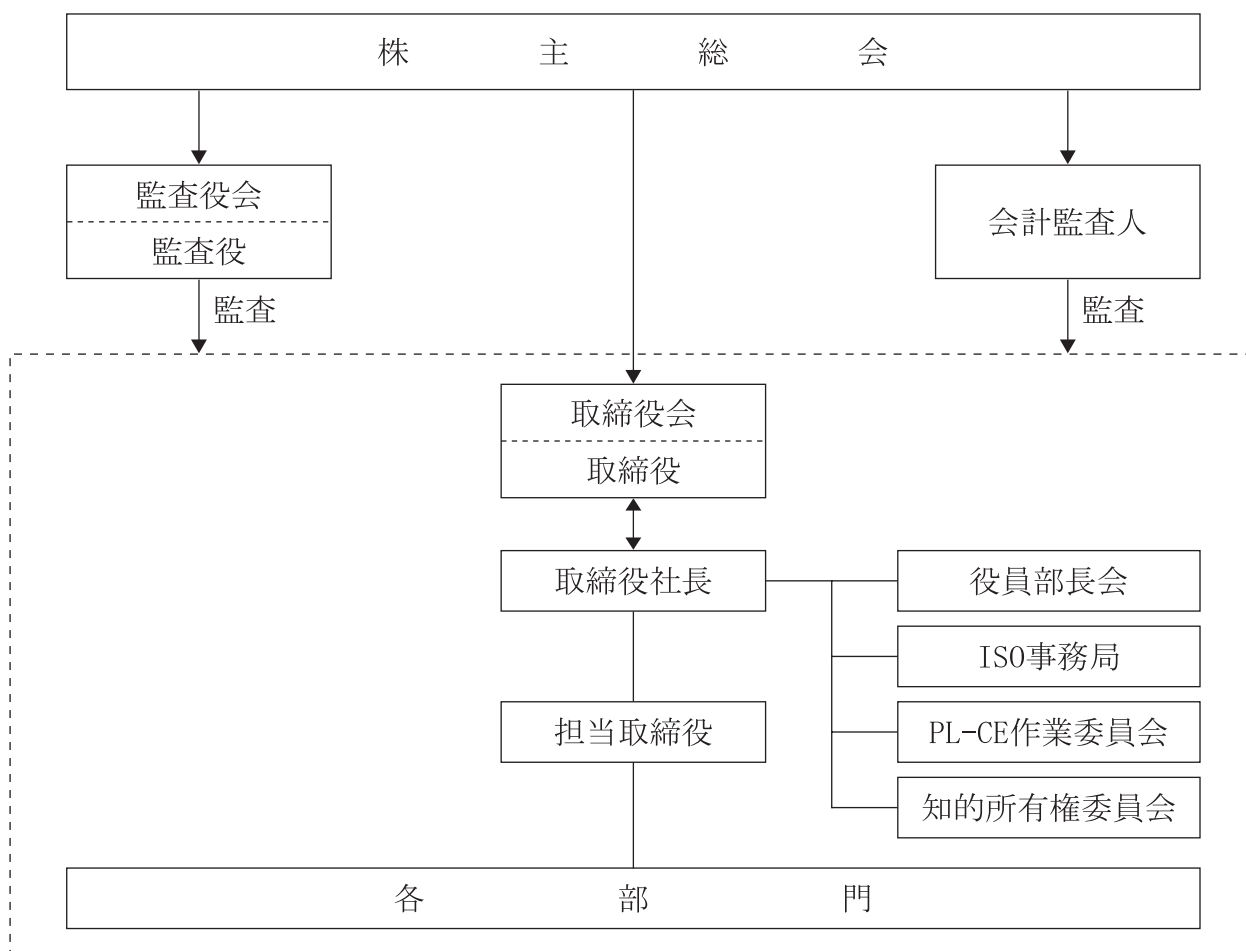 株主総会
監査役会
監査役
会計監査人
監査
監査
取締役会
取締役
取締役社長
役員部長会
ISO事務局
担当取締役
PL-CE作業委員会
知的所有権委員会
各部門